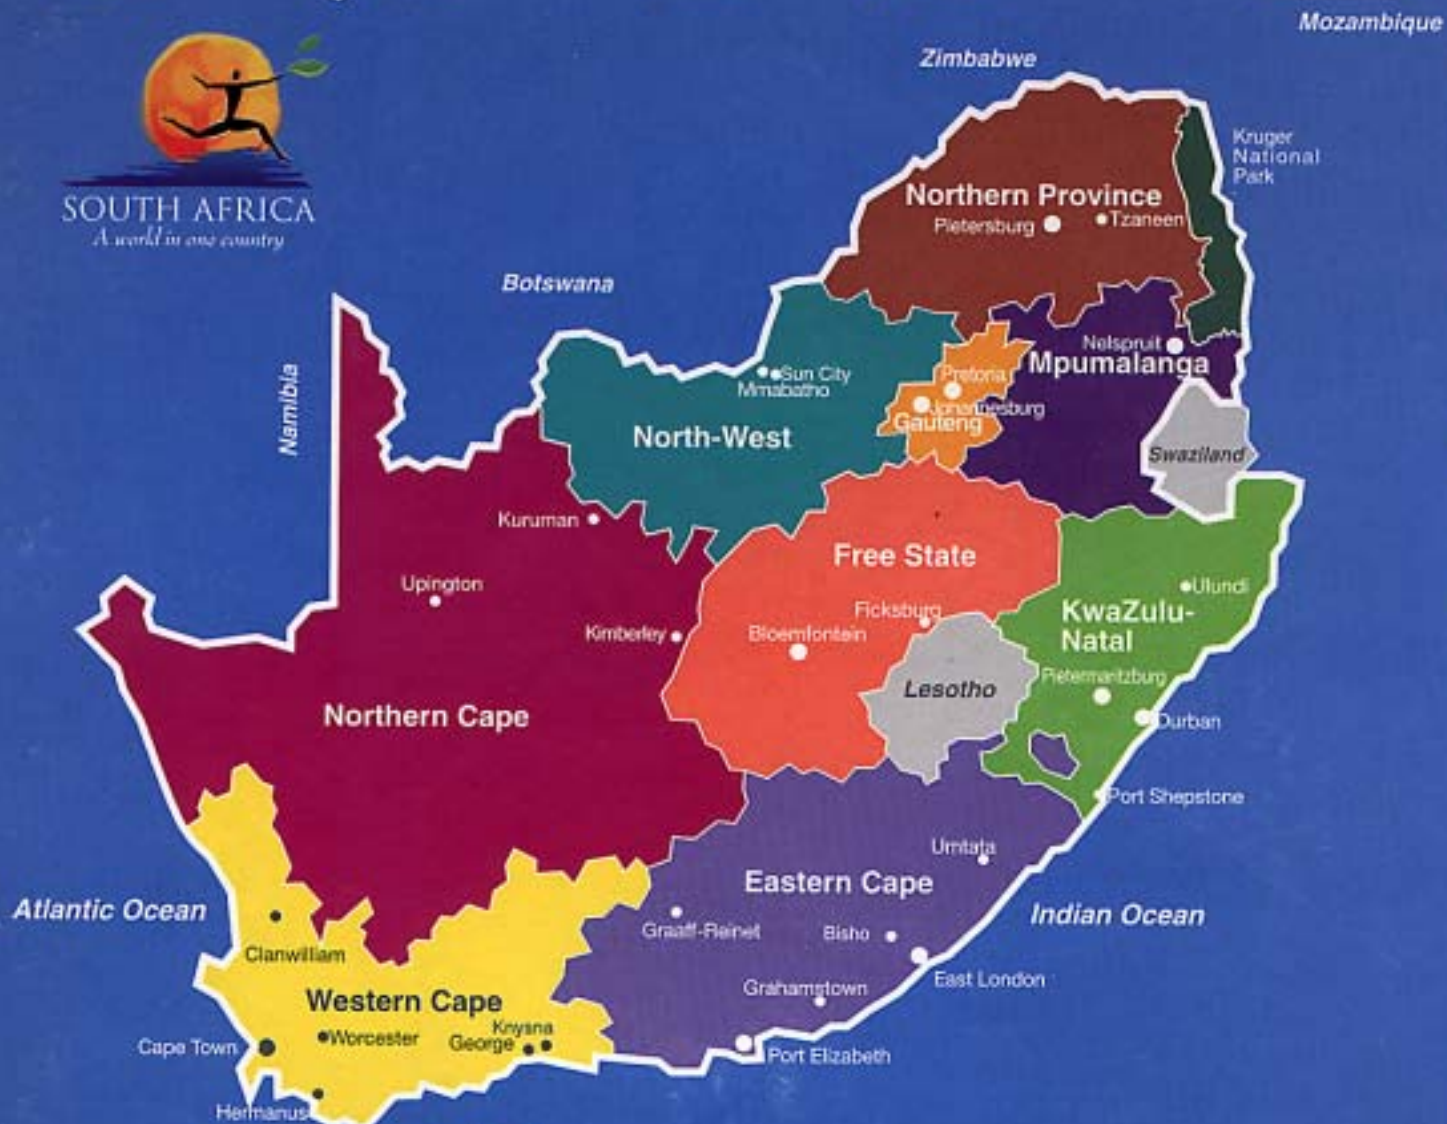 Mozambique
Zimbabwe
SOUTH AFRICA
A world in one country
Kruger
National
Park
Northern Province
Pietersburg
Tzaneen
Botswana
Namibia
Nelspruit
Mpumalanga
Sun City
Mmabatho
Pretoria
Johannesburg
Gauteng
North-West
Swaziland
Kuruman
Free State
Upington
Ulundi
KwaZulu-
Natal
Ficksburg
Kimberley
Bloemfontein
Pietermaritzburg
Lesotho
Northern Cape
Durban
Port Shepstone
Umtata
Eastern Cape
Atlantic Ocean
Indian Ocean
Graaff-Reinet
Bisho
Clanwilliam
East London
Grahamstown
Western Cape
Knysna
Worcester
George
Cape Town
Port Elizabeth
Hermanus